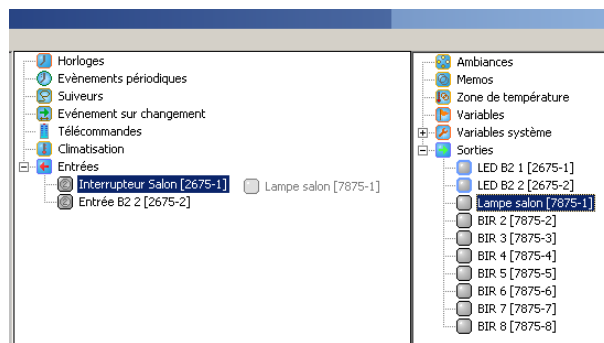 Horloges
Evènements périodiques
Suiveurs
Evénement sur changement
Télécommandes
Climatisation
Entrées
Interrupteur Salon [2675-1]
Lampe salon [7875-1]
Entrée B2 2 [2675-2]
Ambiances
Memos
Zone de température
Variables
Variables système
Sorties
LED B2 1 [2675-1]
LED B2 2 [2675-2]
Lampe salon [7875-1]
BIR 2 [7875-2]
BIR 3 [7875-3]
BIR 4 [7875-4]
BIR 5 [7875-5]
BIR 6 [7875-6]
BIR 7 [7875-7]
BIR 8 [7875-8]